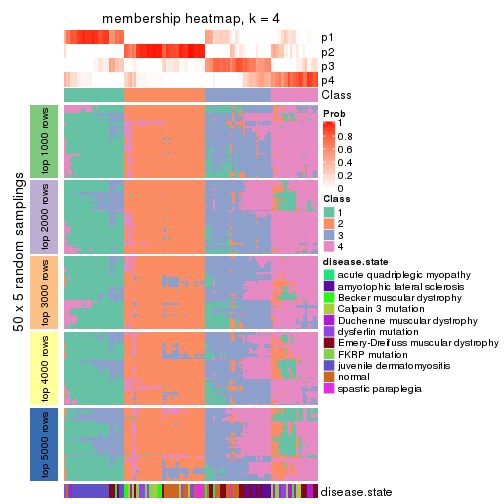 membership heatmap, k = 4
p1
p2
p3
p4
Class
50 x 5 random samplings
top 1000 rows
top 2000 rows
top 3000 rows
top 4000 rows
top 5000 rows
Prob
1
0.8
0.6
0.4
0.2
0
Class
1
2
3
4
disease.state
acute quadriplegic myopathy
amyotophic lateral sclerosis
Becker muscular dystrophy
Calpain 3 mutation
Duchenne muscular dystrophy
dysferlin mutation
Emery-Dreifuss muscular dystrophy
FKRP mutation
juvenile dermatomyositis
normal
spastic paraplegia
disease.state